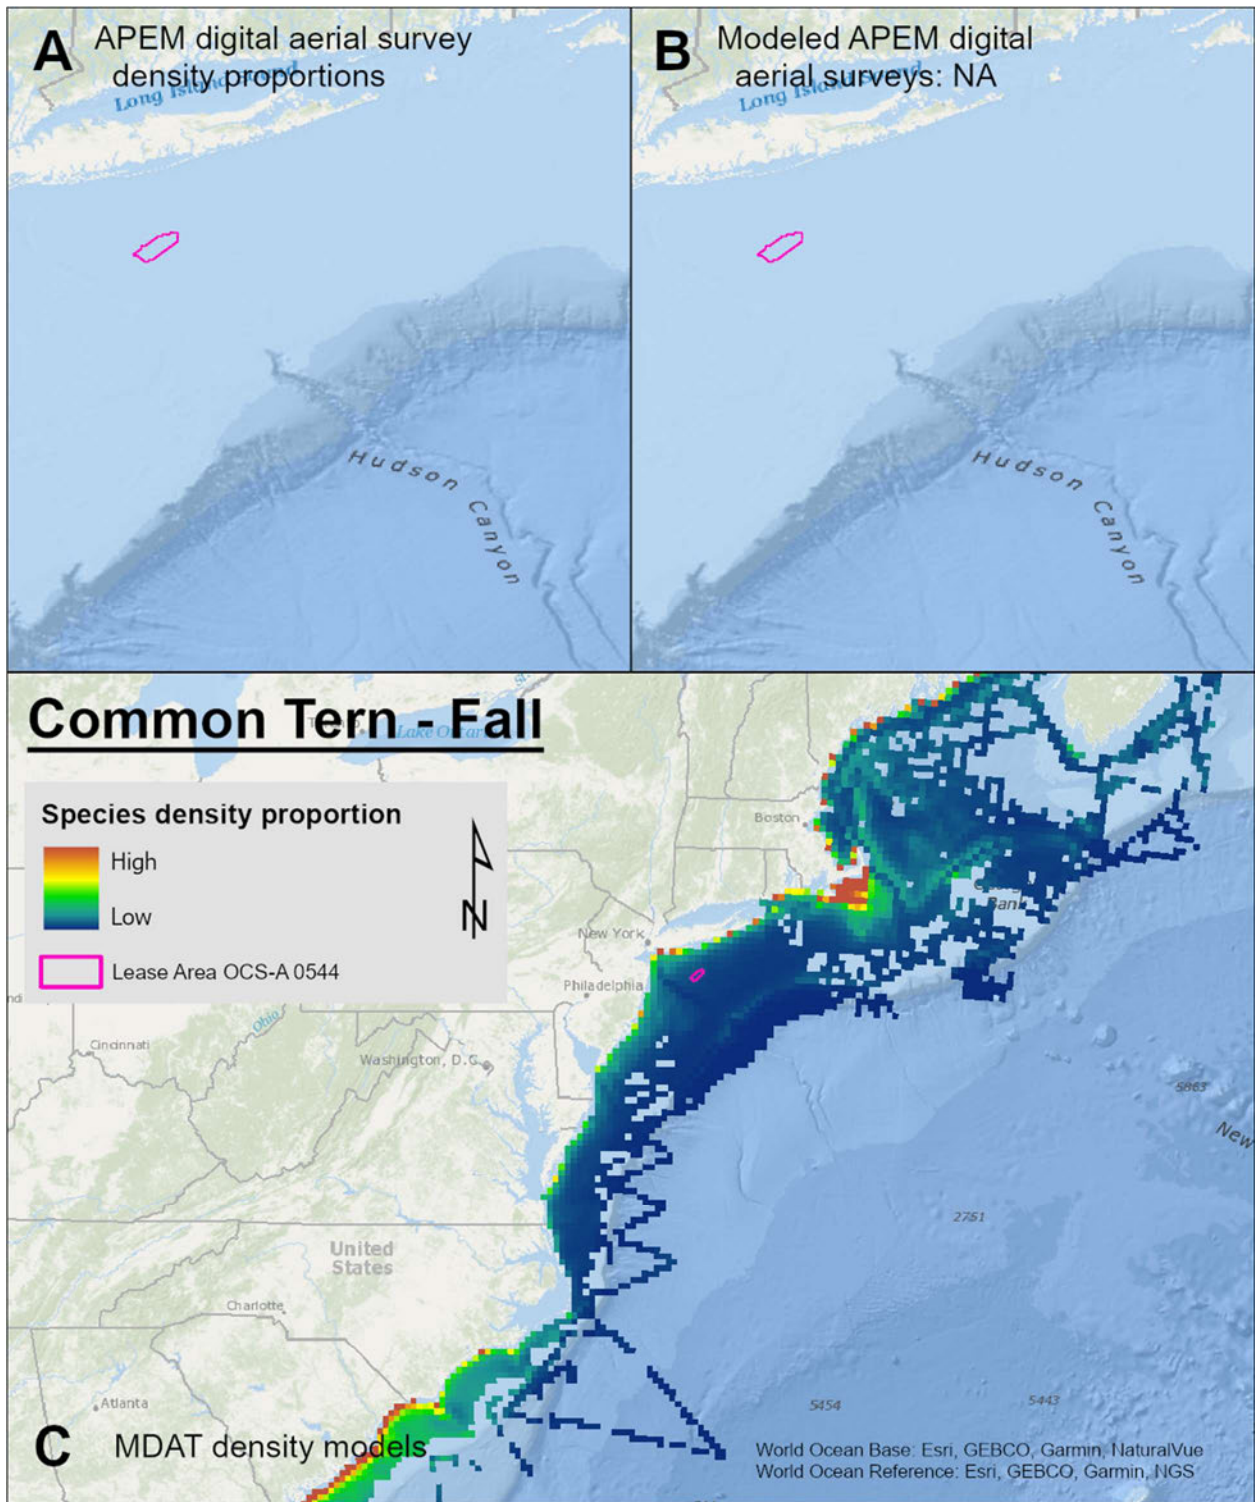 A
APEM digital aerial survey
density proportions
Long Island Sound
Hudson Canyon
B
Modeled APEM digital
aerial surveys: NA
Long Island Sound
Hudson Canyon
Common Tern - Fall
Species density proportion
High
Low
N
Lease Area OCS-A 0544
Boston
New York
Philadelphia
Ohio
Cincinnati
Washington, D.C.
Bank
5863
New
2751
United
States
Charlotte
Atlanta
5454
5443
C
MDAT density models
World Ocean Base: Esri, GEBCO, Garmin, NaturalVue
World Ocean Reference: Esri, GEBCO, Garmin, NGS